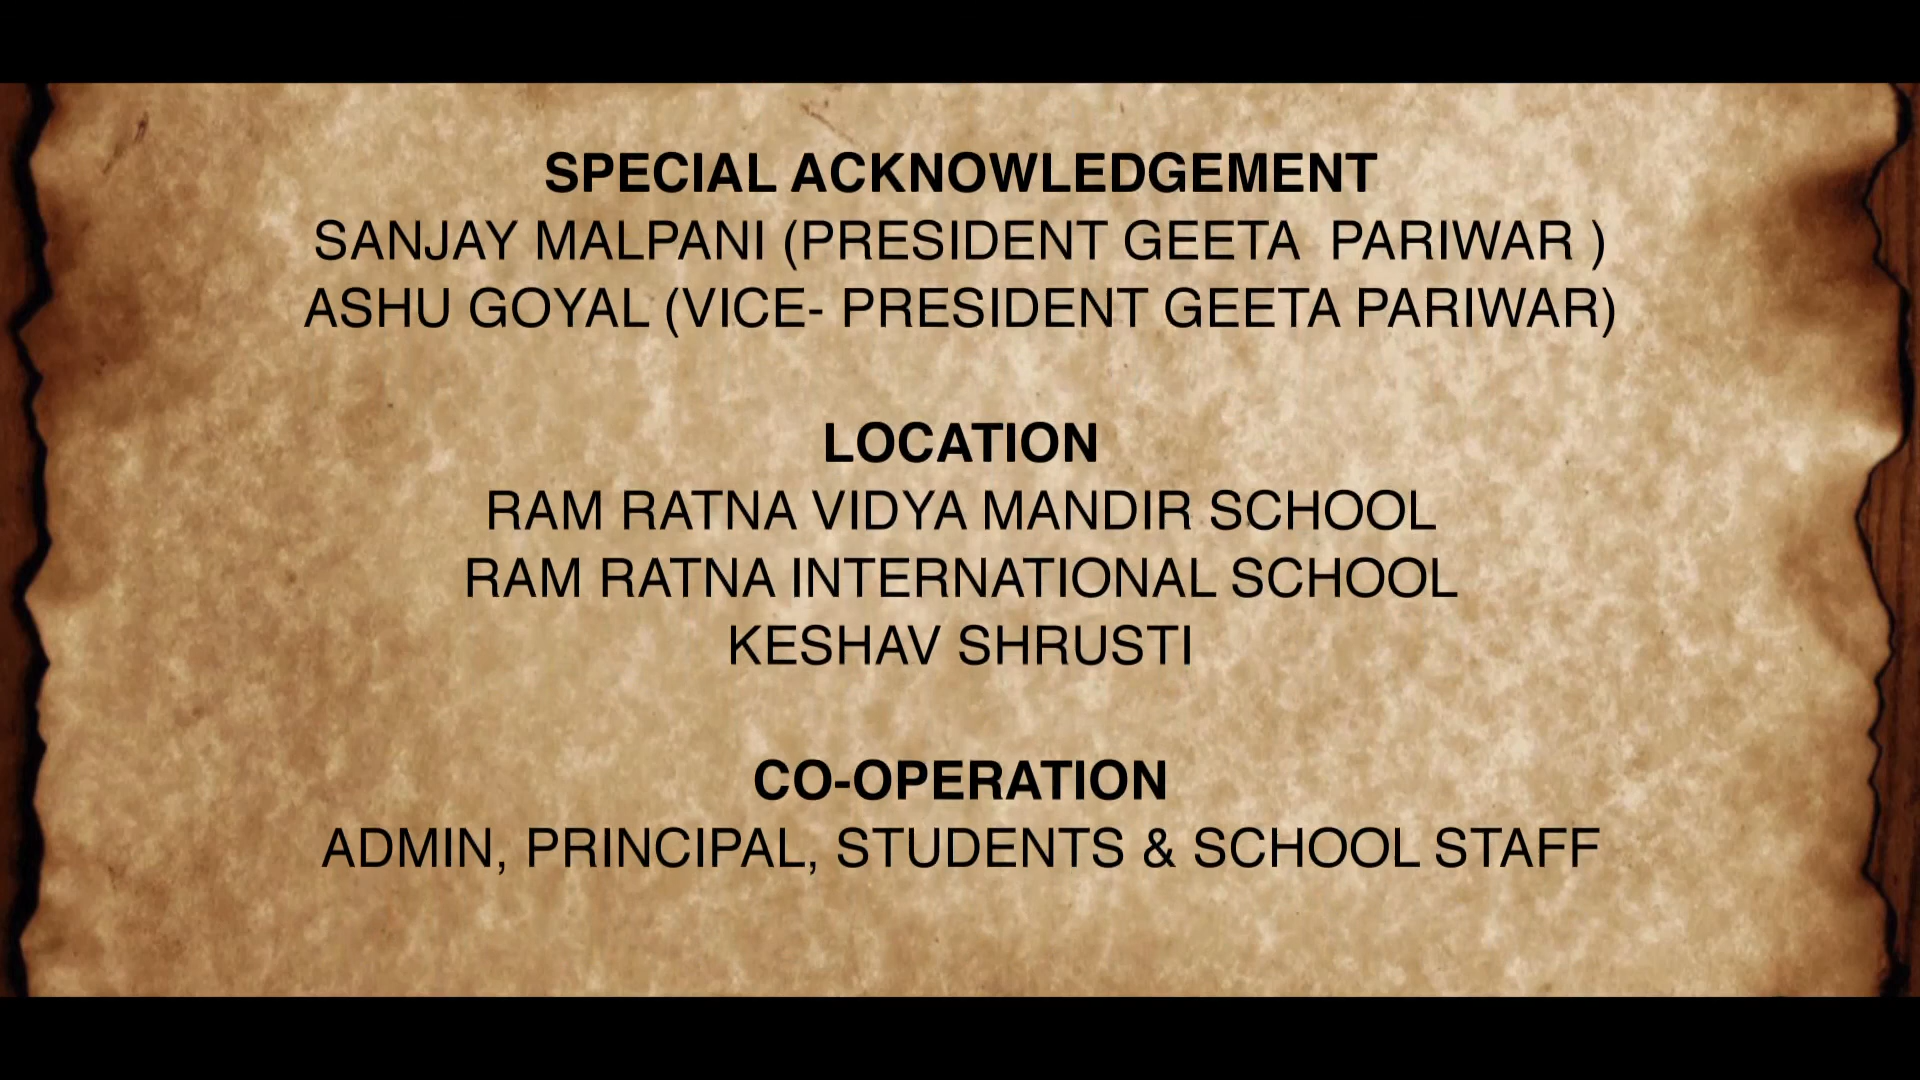 SPECIAL ACKNOWLEDGEMENT
SANJAY MALPANI (PRESIDENT GEETA  PARIWAR )
ASHU GOYAL (VICE- PRESIDENT GEETA PARIWAR)
LOCATION
RAM RATNA VIDYA MANDIR SCHOOL
RAM RATNA INTERNATIONAL SCHOOL
KESHAV SHRUSTI
CO-OPERATION
ADMIN, PRINCIPAL, STUDENTS & SCHOOL STAFF